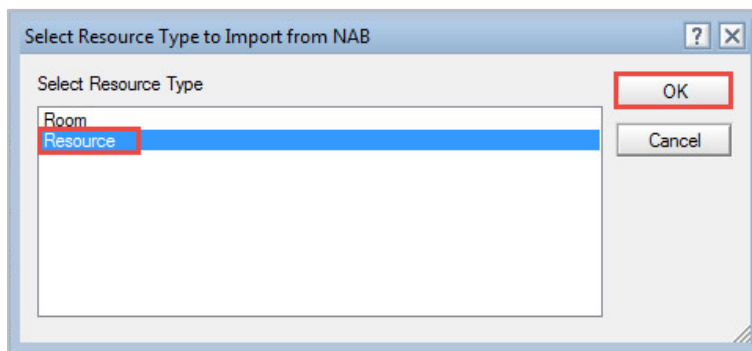 Select Resource Type to Import from NAB
?
X
Select Resource Type
OK
Room
Resource
Cancel